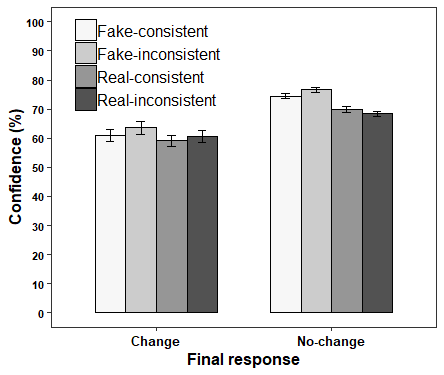 100
90
80
70
60
50
40
30
20
10
0
Confidence (%)
Fake-consistent
Fake-inconsistent
Real-consistent
Real-inconsistent
Change
No-change
Final response